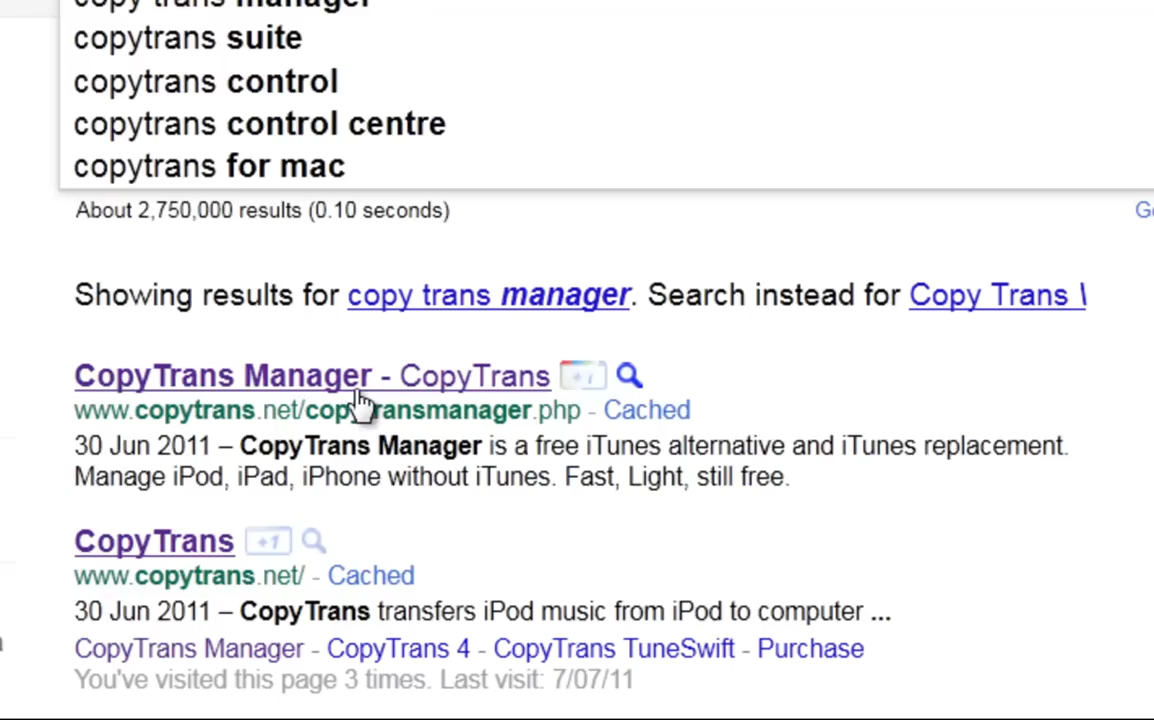 copy trans manager
copytrans suite
copytrans control
copytrans control centre
copytrans for mac
About 2,750,000 results (0.10 seconds)
Showing results for copy trans manager. Search instead for Copy Trans \
CopyTrans Manager - CopyTrans +1
www.copytrans.net/copytransmanager.php - Cached
30 Jun 2011 – CopyTrans Manager is a free iTunes alternative and iTunes replacement.
Manage iPod, iPad, iPhone without iTunes. Fast, Light, still free.
CopyTrans +1
www.copytrans.net/ - Cached
30 Jun 2011 – CopyTrans transfers iPod music from iPod to computer ...
CopyTrans Manager - CopyTrans 4 - CopyTrans TuneSwift - Purchase
You've visited this page 3 times. Last visit: 7/07/11